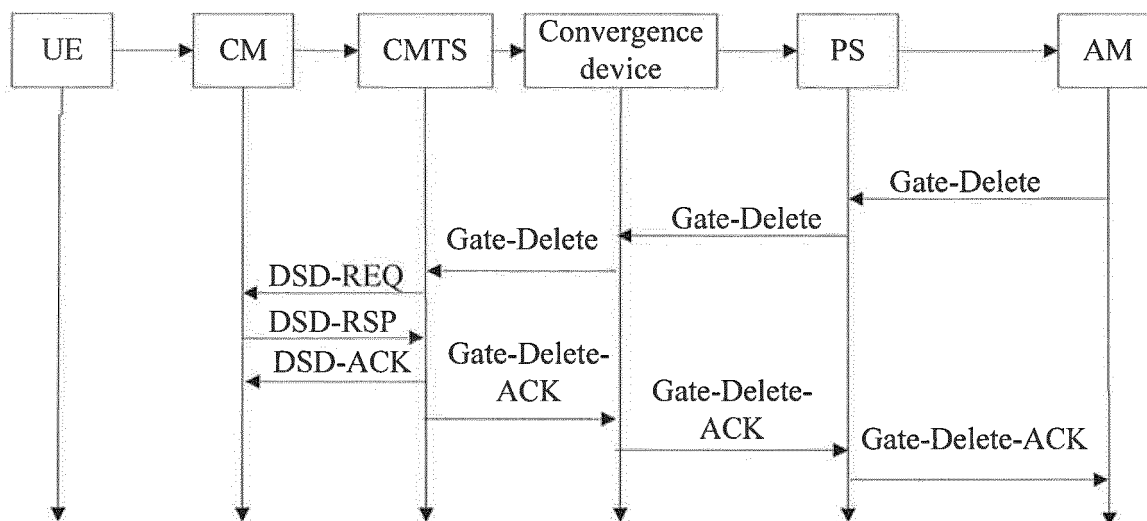 UE
CM
CMTS
Convergence
device
PS
AM
Gate-Delete
Gate-Delete
Gate-Delete
DSD-REQ
DSD-RSP
DSD-ACK
Gate-Delete-
ACK
Gate-Delete-
ACK
Gate-Delete-ACK